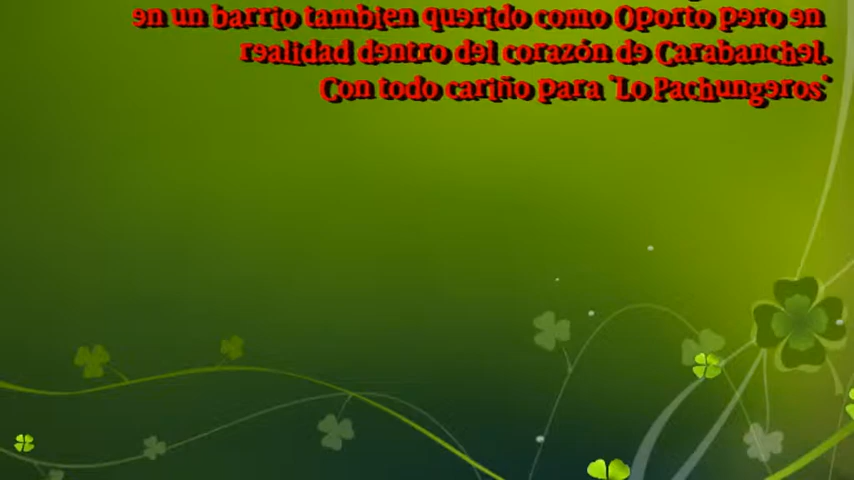 en un barrio tambien querido como Oporto pero en
realidad dentro del corazón de Carabanchel.
Con todo cariño para `Lo Pachungeros`